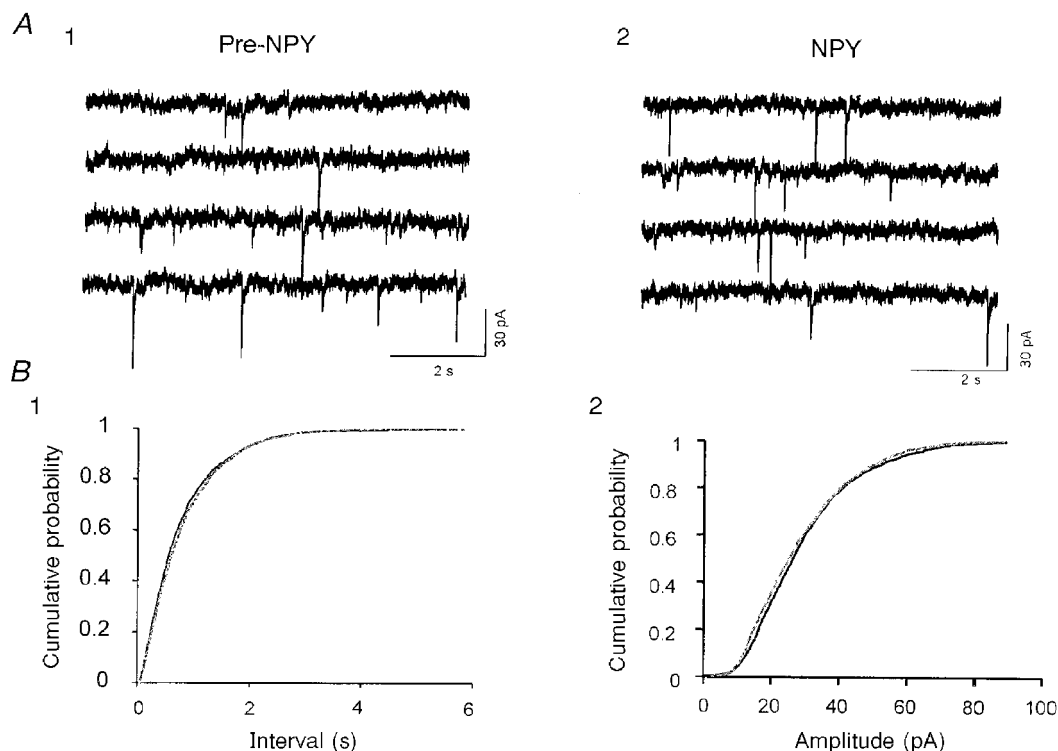 A
1
Pre-NPY
2
NPY
30 pA
2 s
30 pA
2 s
B
1
Cumulative probability
1
0.8
0.6
0.4
0.2
0
0 2 4 6
Interval (s)
2
Cumulative probability
1
0.8
0.6
0.4
0.2
0
0 20 40 60 80 100
Amplitude (pA)